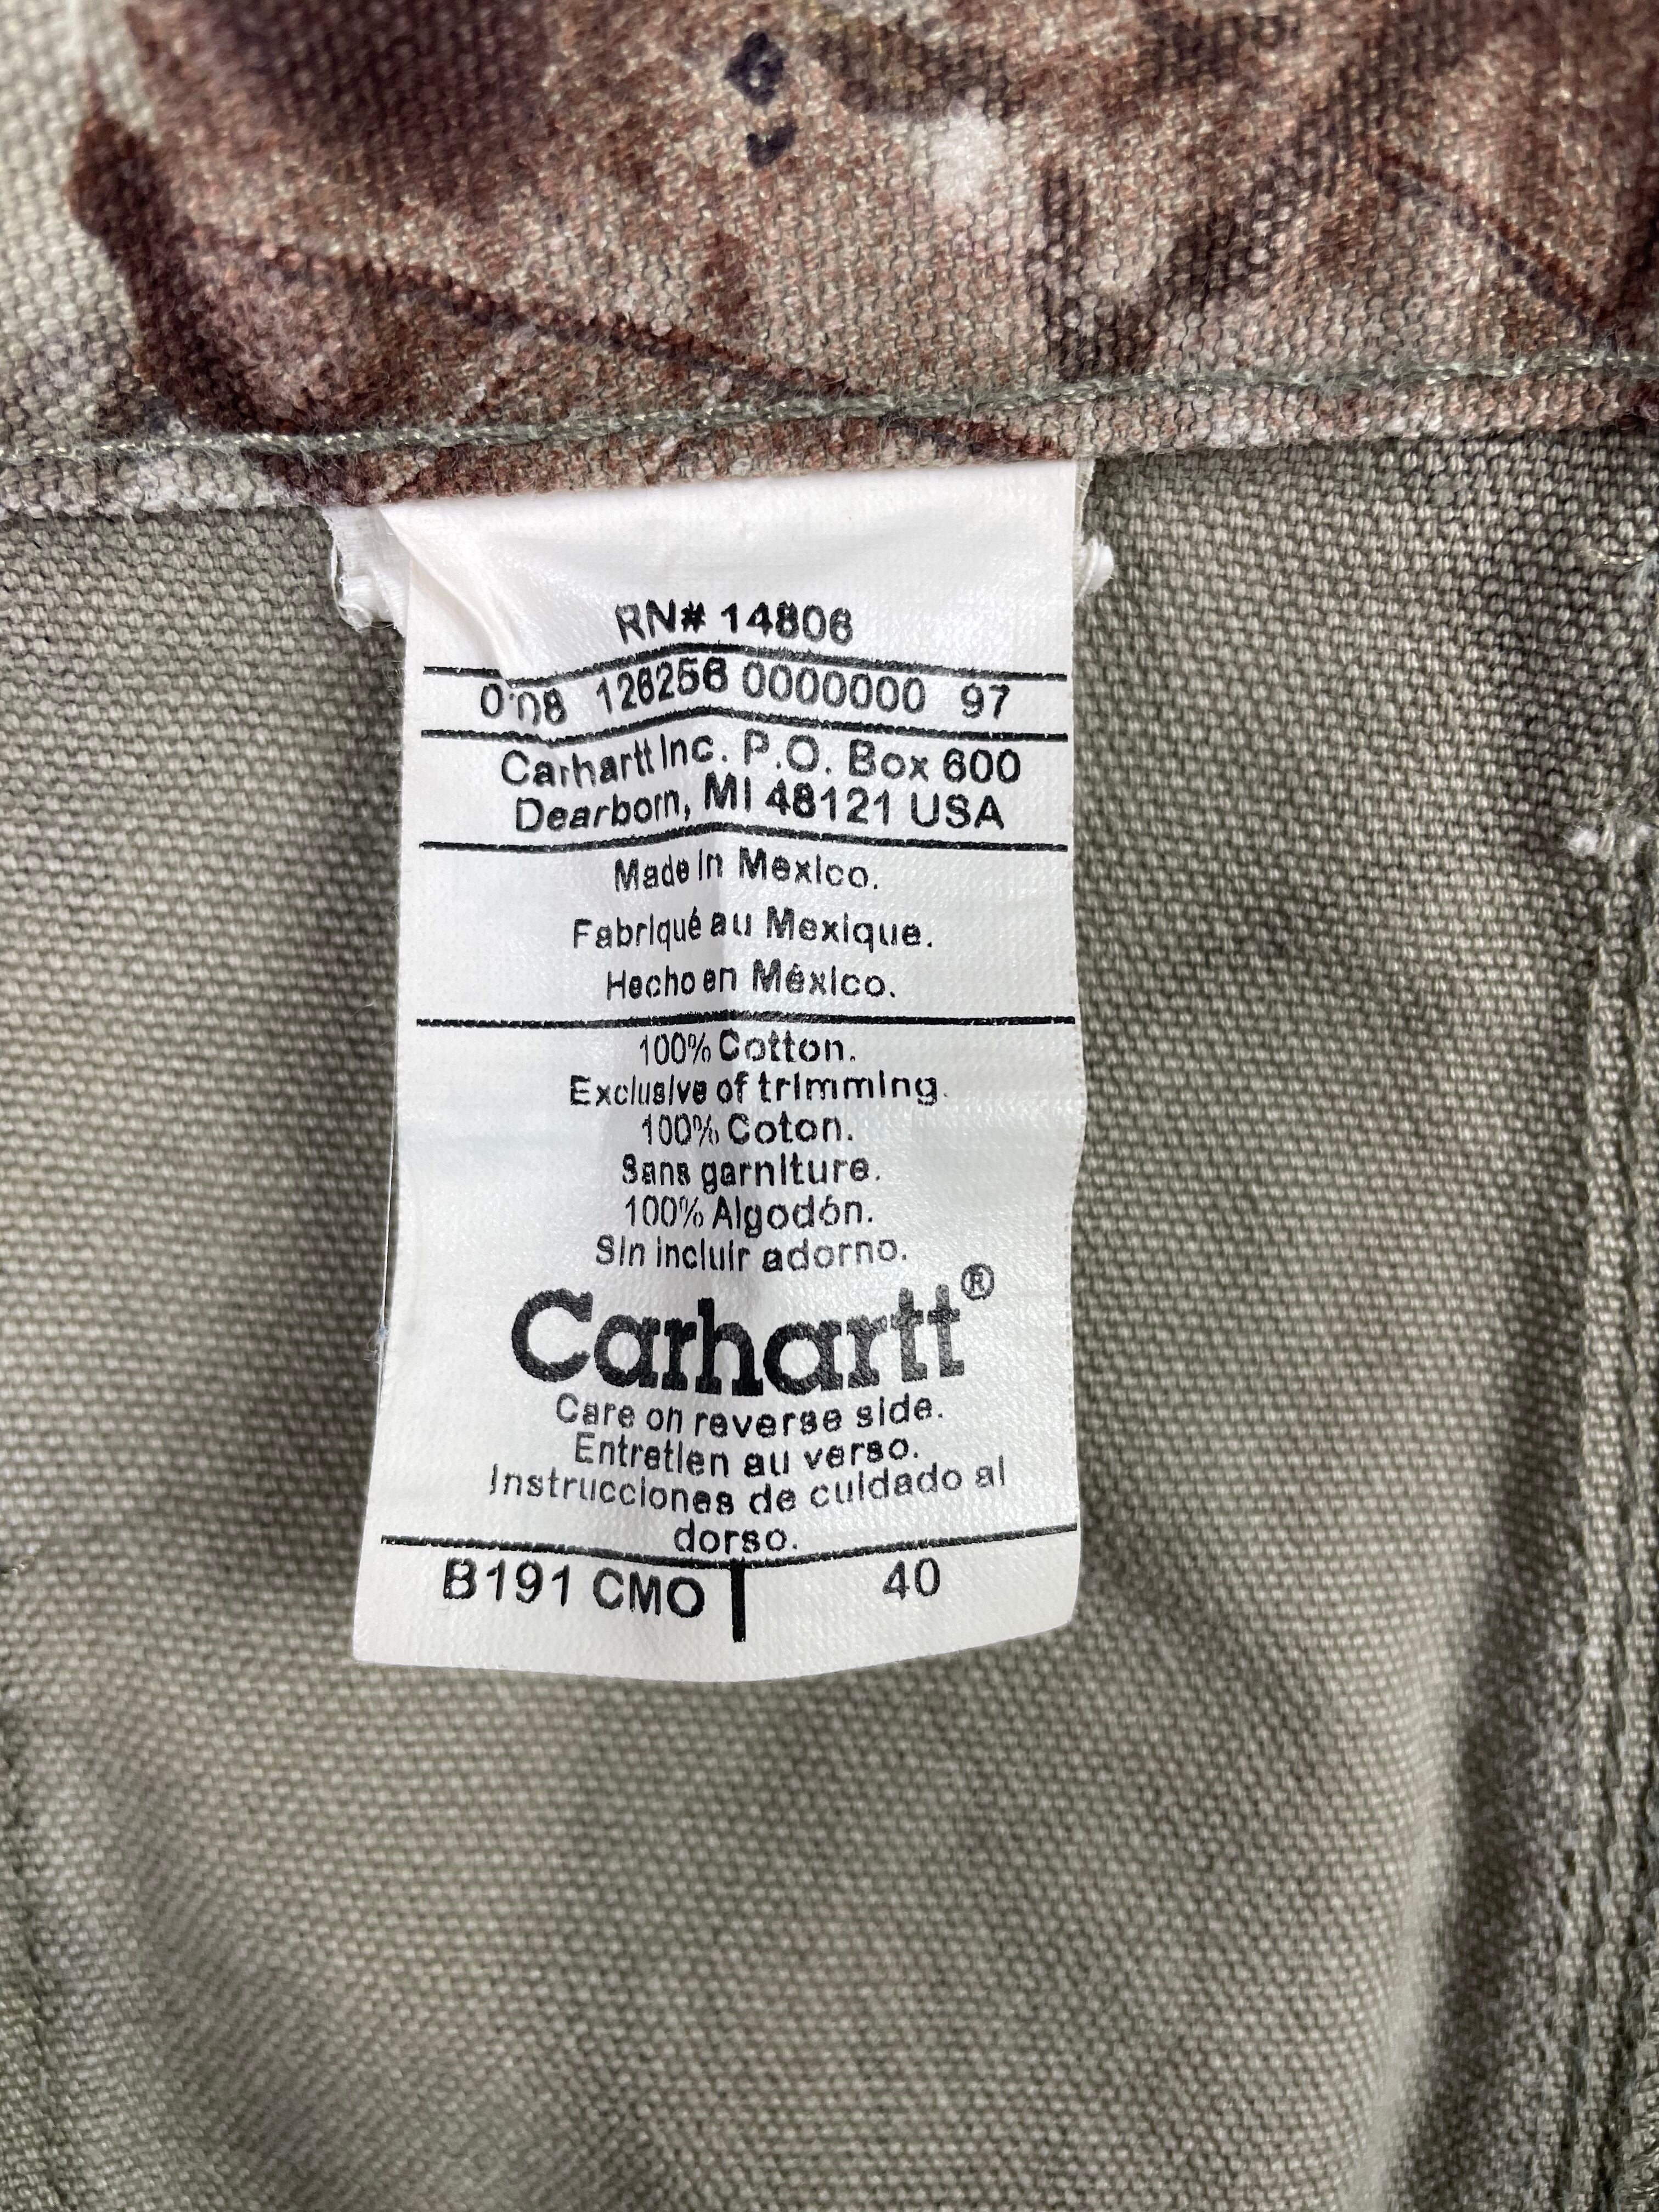 RN# 14806
0'08 126256 0000000 97
Carhartt Inc. P.O. Box 600
Dearborn, MI 48121 USA
Made in Mexico.
Fabriqué au Mexique.
Hecho en México.
100% Cotton.
Exclusive of trimming.
100% Coton.
Sans garniture.
100% Algodón.
Sin incluir adorno.
Carhartt®
Care on reverse side.
Entretien au verso.
Instrucciones de cuidado al
dorso.
B191 CMO 40